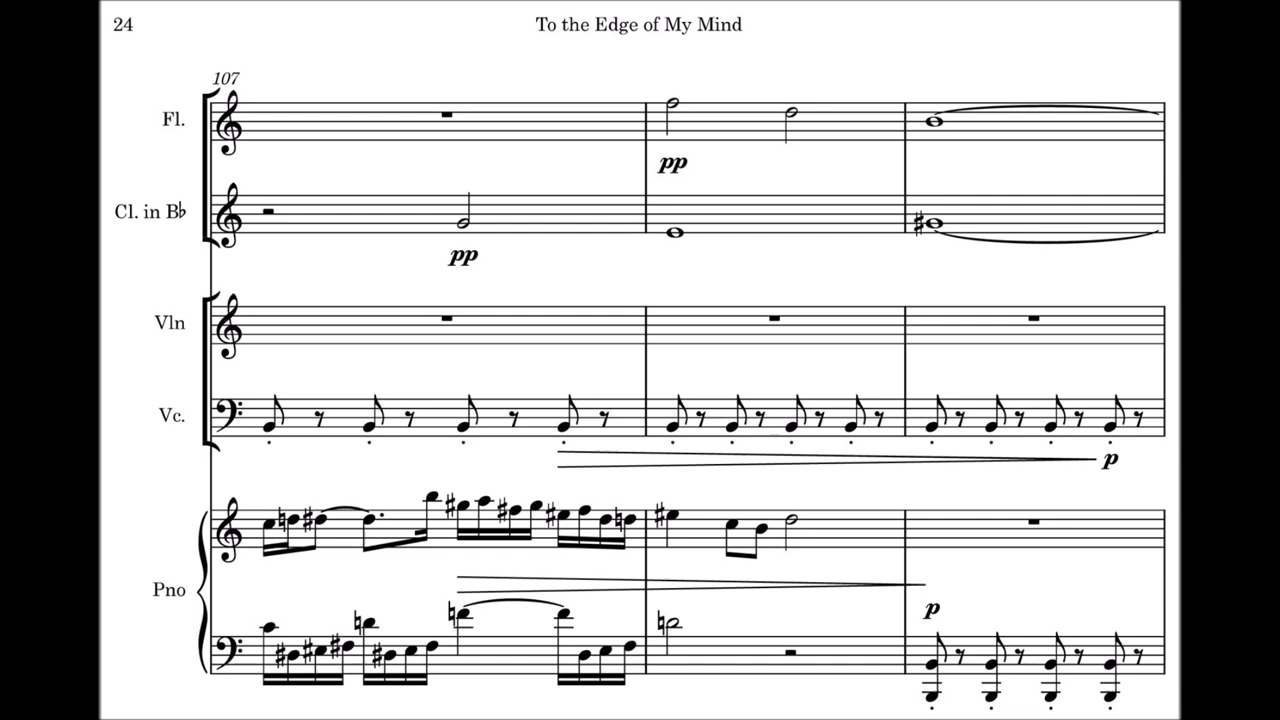 24
To the Edge of My Mind
107
Fl.
pp
Cl. in B♭
pp
Vln
Vc.
p
Pno
p